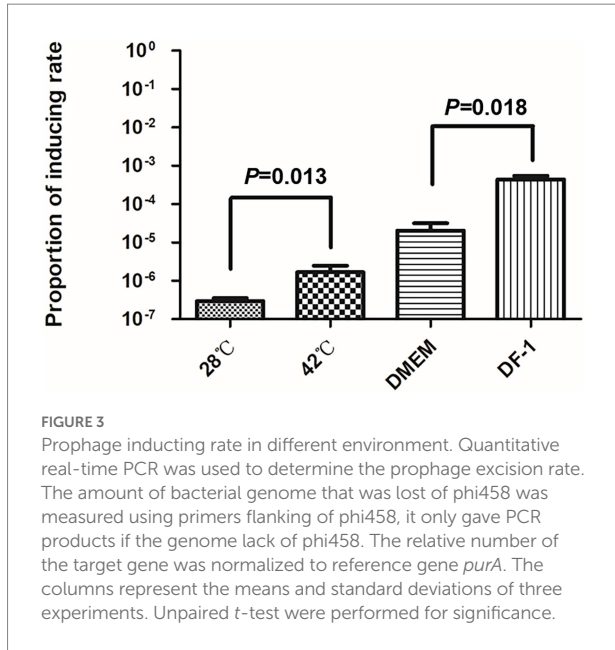 Proportion of inducing rate
10⁰
10⁻¹
10⁻²
10⁻³
10⁻⁴
10⁻⁵
10⁻⁶
10⁻⁷
P=0.013
P=0.018
28℃
42℃
DMEM
DF-1
FIGURE 3
Prophage inducting rate in different environment. Quantitative
real-time PCR was used to determine the prophage excision rate.
The amount of bacterial genome that was lost of phi458 was
measured using primers flanking of phi458, it only gave PCR
products if the genome lack of phi458. The relative number of
the target gene was normalized to reference gene purA. The
columns represent the means and standard deviations of three
experiments. Unpaired t-test were performed for significance.